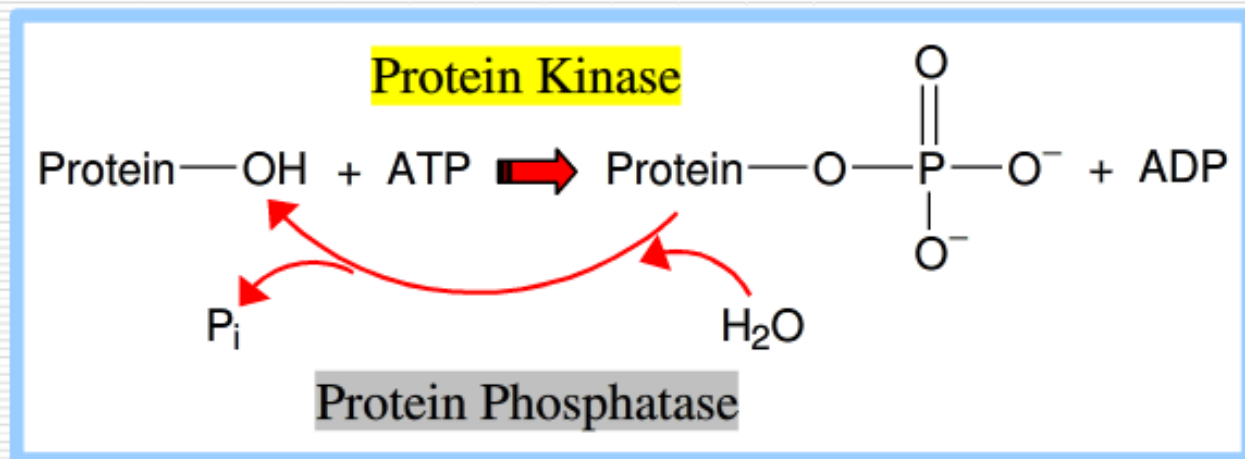 Protein Kinase
O
Protein—OH + ATP Protein—O—P—O⁻ + ADP
O⁻
Pᵢ H₂O
Protein Phosphatase